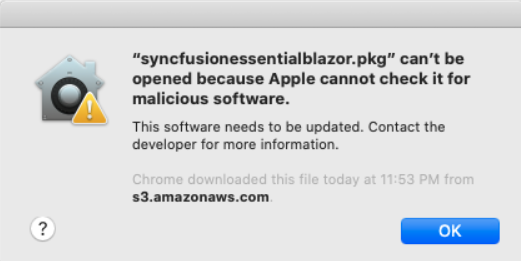 “syncfusionessentialblazor.pkg” can’t be
opened because Apple cannot check it for
malicious software.
This software needs to be updated. Contact the
developer for more information.
Chrome downloaded this file today at 11:53 PM from
s3.amazonaws.com.
?
OK